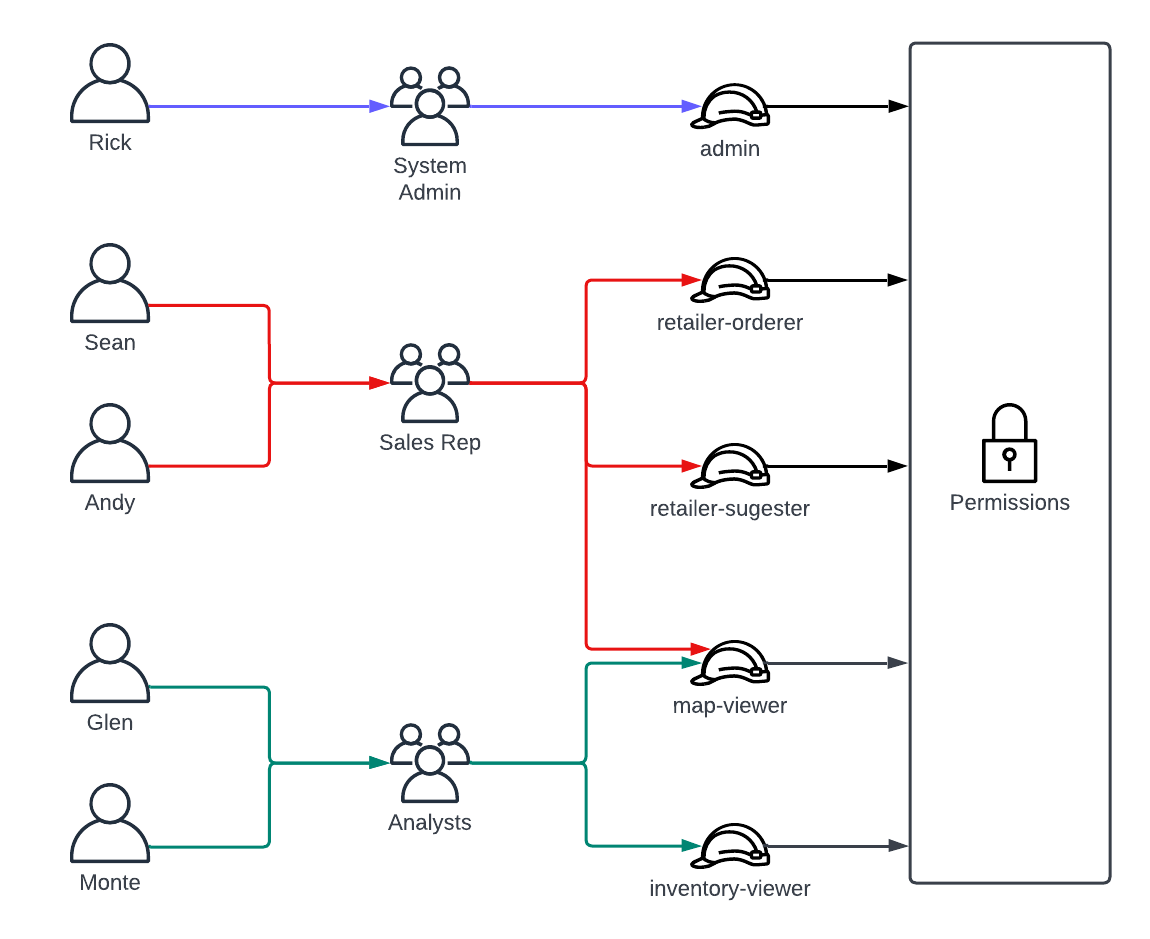 Rick
System
Admin
admin
Sean
retailer-orderer
Andy
Sales Rep
retailer-sugester
Permissions
Glen
map-viewer
Monte
Analysts
inventory-viewer